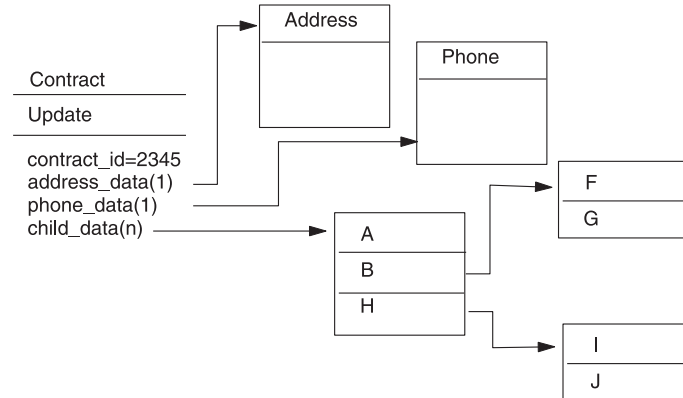 Address
Phone
Contract
Update
contract_id=2345
address_data(1)
phone_data(1)
child_data(n)
A
B
H
F
G
I
J